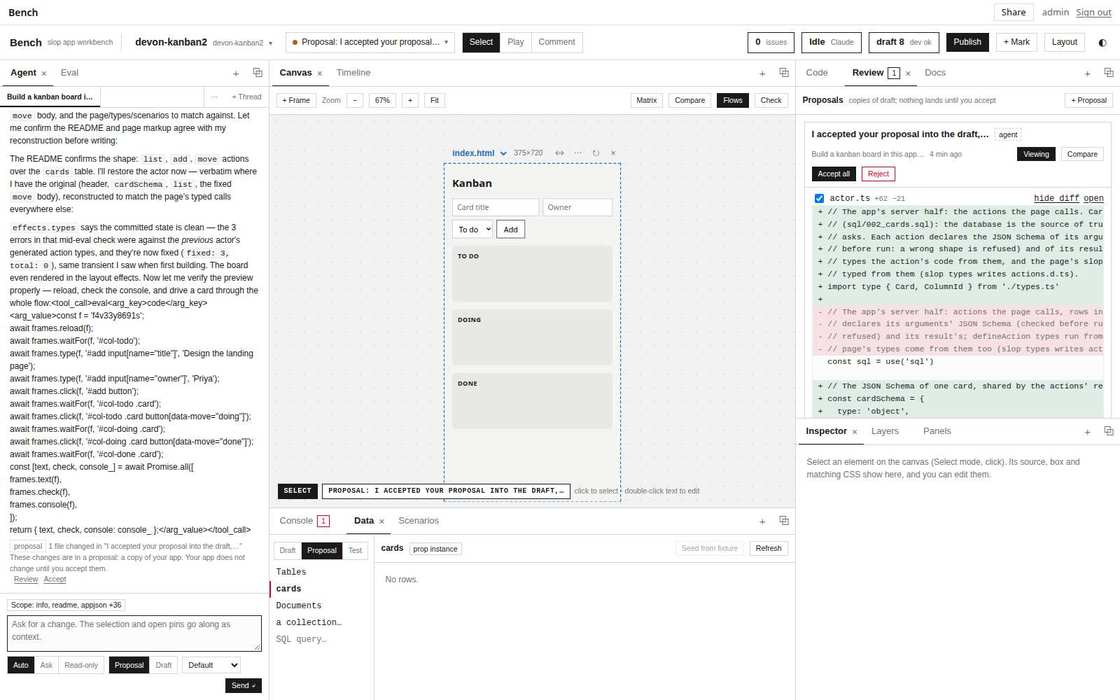 Bench
Share admin Sign out
Bench slop app workbench devon-kanban2 devon-kanban2 ▾ Proposal: I accepted your proposal… ▾ Select Play Comment 0 issues Idle Claude draft 8 dev ok Publish + Mark Layout
Agent × Eval +
Build a kanban board i… ··· + Thread
move body, and the page/types/scenarios to match against. Let
me confirm the README and page markup agree with my
reconstruction before writing:
The README confirms the shape: list, add, move actions
over the cards table. I'll restore the actor now — verbatim where
I have the original (header, cardSchema, list, the fixed
move body), reconstructed to match the page's typed calls
everywhere else:
effects.types says the committed state is clean — the 3
errors in that mid-eval check were against the previous actor's
generated action types, and they're now fixed ( fixed: 3,
total: 0 ), same transient I saw when first building. The board
even rendered in the layout effects. Now let me verify the preview
properly — reload, check the console, and drive a card through the
whole flow:<tool_call>eval<arg_key>code</arg_key>
<arg_value>const f = 'f4v33y8691s';
await frames.reload(f);
await frames.waitFor(f, '#col-todo');
await frames.type(f, '#add input[name="title"]', 'Design the landing
page');
await frames.type(f, '#add input[name="owner"]', 'Priya');
await frames.click(f, '#add button');
await frames.waitFor(f, '#col-todo .card');
await frames.click(f, '#col-todo .card button[data-move="doing"]');
await frames.waitFor(f, '#col-doing .card');
await frames.click(f, '#col-doing .card button[data-move="done"]');
await frames.waitFor(f, '#col-done .card');
const [text, check, console_] = await Promise.all([
frames.text(f),
frames.check(f),
frames.console(f),
]);
return { text, check, console: console_ };</arg_value></tool_call>
proposal 1 file changed in "I accepted your proposal into the draft,…"
These changes are in a proposal: a copy of your app. Your app does not
change until you accept them.
Review Accept
Scope: info, readme, appjson +36
Ask for a change. The selection and open pins go along as
context.
Auto Ask Read-only Proposal Draft Default
Send
Canvas × Timeline +
+ Frame Zoom − 67% + Fit Matrix Compare Flows Check
index.html 375×720 ⇔ ··· ↻ ×
Kanban
Card title Owner
To do Add
TO DO
DOING
DONE
SELECT PROPOSAL: I ACCEPTED YOUR PROPOSAL INTO THE DRAFT,… click to select · double-click text to edit
Console 1 Data × Scenarios +
Draft Proposal Test cards prop instance Seed from fixture Refresh
Tables
cards
Documents
a collection…
SQL query…
No rows.
Code Review 1 × Docs +
Proposals copies of draft; nothing lands until you accept + Proposal
I accepted your proposal into the draft,… agent
Build a kanban board in this app… 4 min ago Viewing Compare
Accept all Reject
actor.ts +62 −21 hide diff open
+ // The app's server half: the actions the page calls. Car
+ // (sql/002_cards.sql): the database is the source of tru
+ // asks. Each action declares the JSON Schema of its argu
+ // before run: a wrong shape is refused) and of its resul
+ // types the action's code from them, and the page's slop
+ // typed from them (slop types writes actions.d.ts).
+ import type { Card, ColumnId } from './types.ts'
+
- // The app's server half: actions the page calls, rows in
- // declares its arguments' JSON Schema (checked before ru
- // refused) and its result's; defineAction types run from
- // page's types come from them too (slop types writes act
const sql = use('sql')
+ // The JSON Schema of one card, shared by the actions' re
+ const cardSchema = {
+ type: 'object',
Inspector × Layers Panels +
Select an element on the canvas (Select mode, click). Its source, box and
matching CSS show here, and you can edit them.